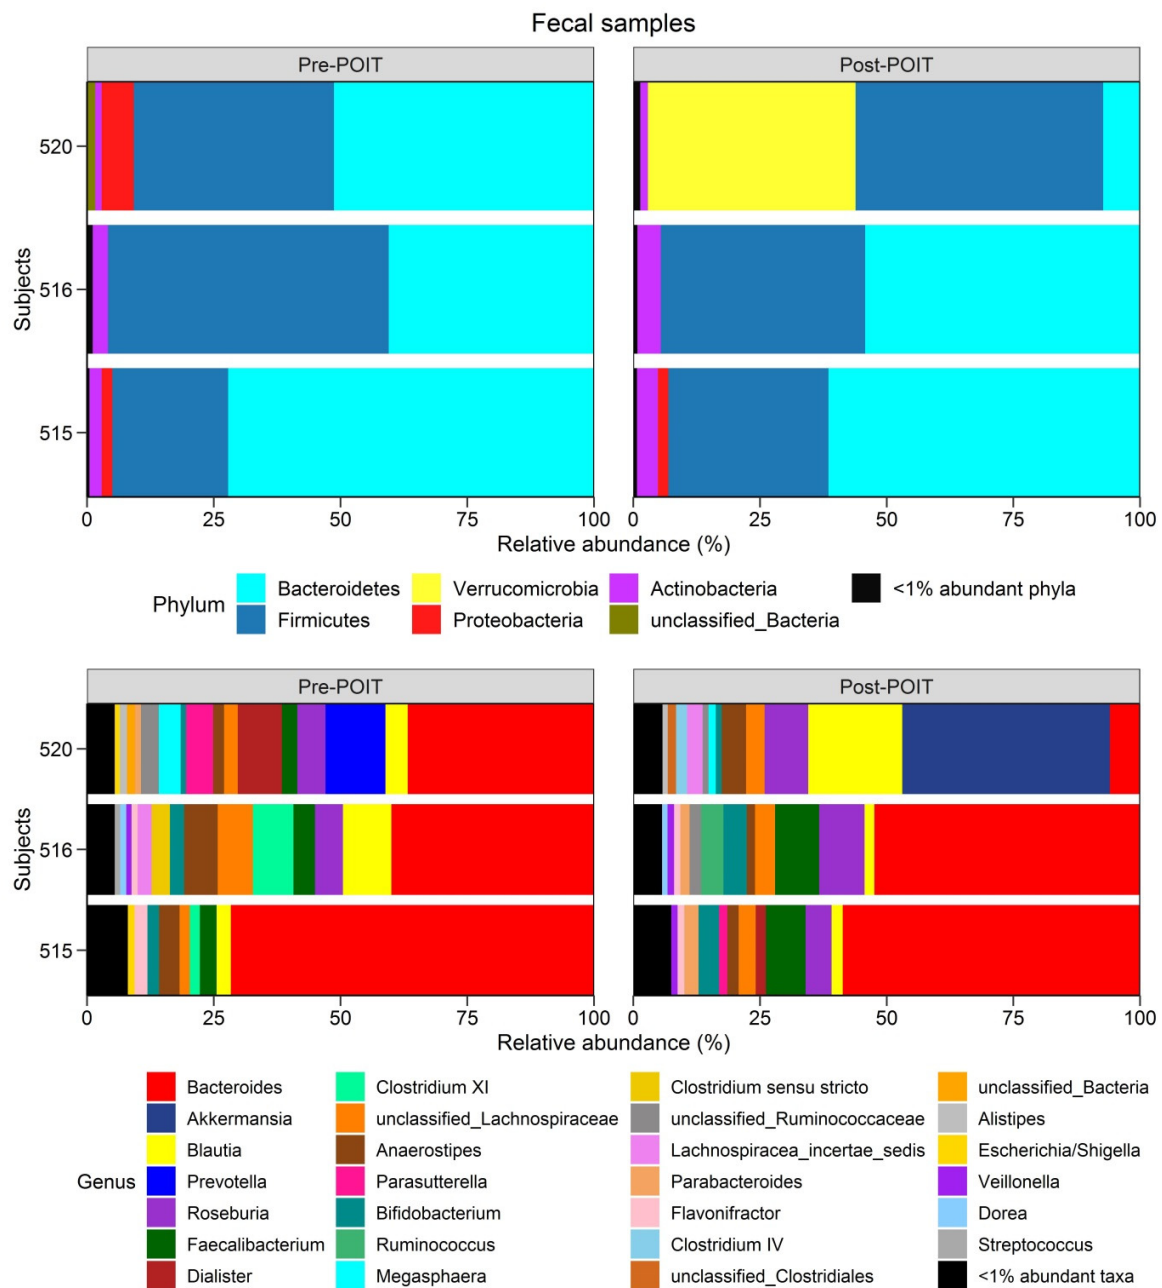 Fecal samples
Pre-POIT
Post-POIT
520
516
515
Subjects
0 25 50 75 100
0 25 50 75 100
Relative abundance (%)
Phylum
Bacteroidetes
Verrucomicrobia
Actinobacteria
<1% abundant phyla
Firmicutes
Proteobacteria
unclassified_Bacteria
Pre-POIT
Post-POIT
520
516
515
Subjects
0 25 50 75 100
0 25 50 75 100
Relative abundance (%)
Genus
Bacteroides
Clostridium XI
Clostridium sensu stricto
unclassified_Bacteria
Akkermansia
unclassified_Lachnospiraceae
unclassified_Ruminococcaceae
Alistipes
Blautia
Anaerostipes
Lachnospiracea_incertae_sedis
Escherichia/Shigella
Prevotella
Parasutterella
Parabacteroides
Veillonella
Roseburia
Bifidobacterium
Flavonifractor
Dorea
Faecalibacterium
Ruminococcus
Clostridium IV
Streptococcus
Dialister
Megasphaera
unclassified_Clostridiales
<1% abundant taxa